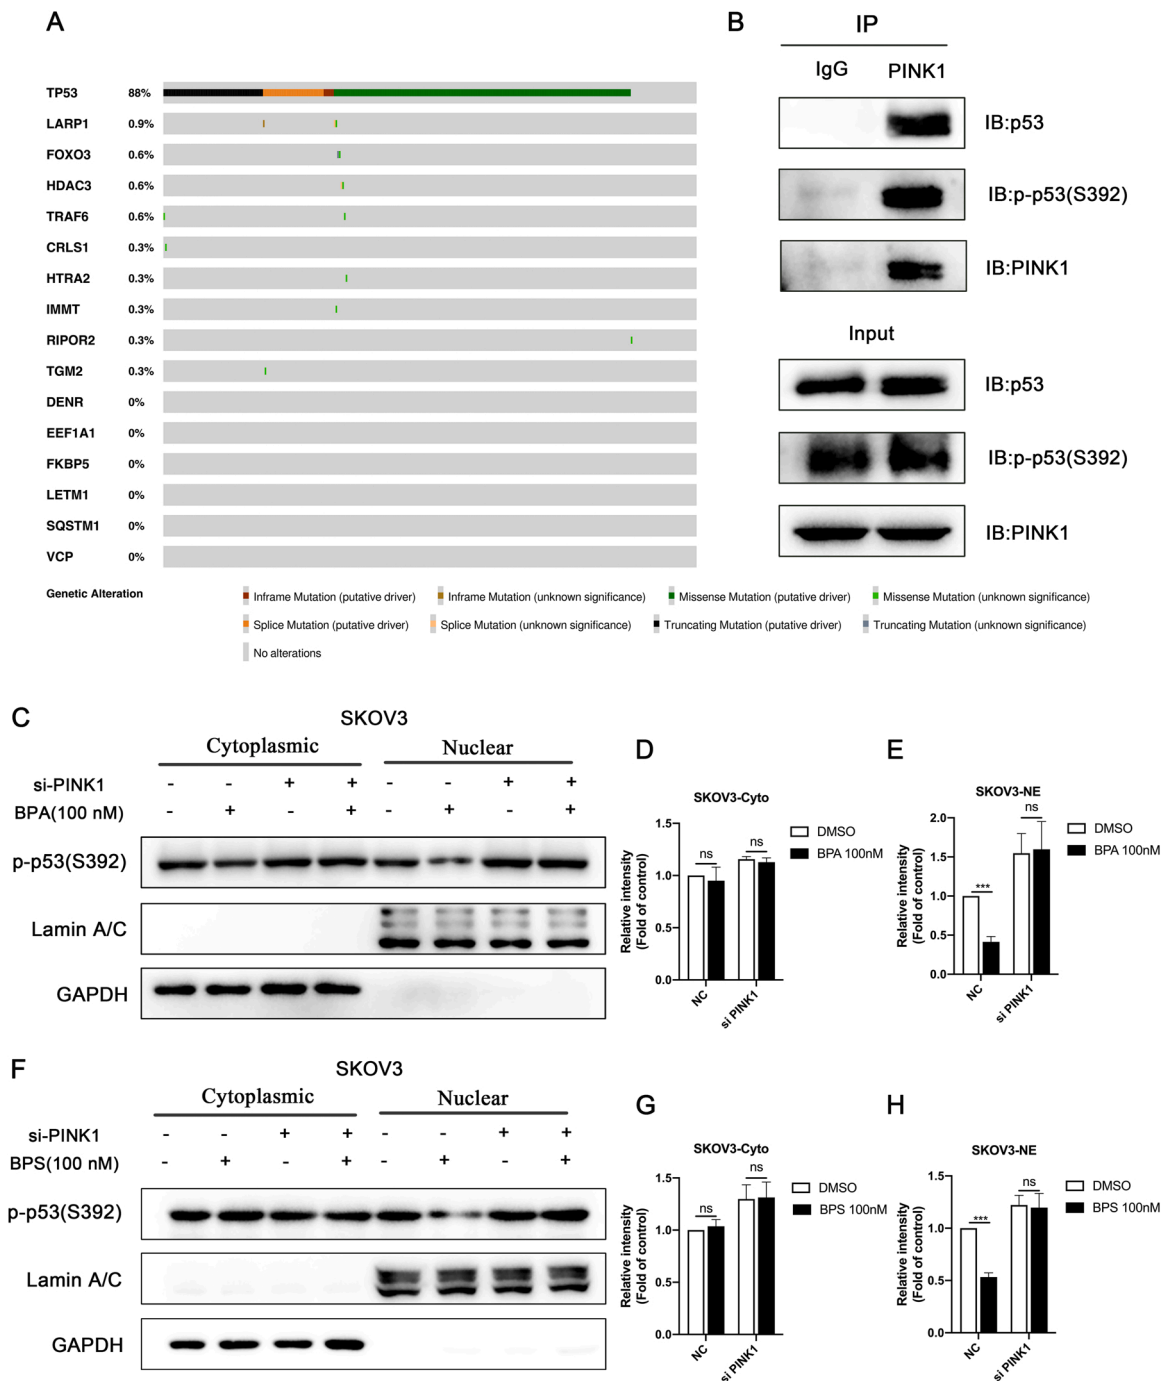 A
TP53 88%
LARP1 0.9%
FOXO3 0.6%
HDAC3 0.6%
TRAF6 0.6%
CRLS1 0.3%
HTRA2 0.3%
IMMT 0.3%
RIPOR2 0.3%
TGM2 0.3%
DENR 0%
EEF1A1 0%
FKBP5 0%
LETM1 0%
SQSTM1 0%
VCP 0%
Genetic Alteration
Inframe Mutation (putative driver) Inframe Mutation (unknown significance) Missense Mutation (putative driver) Missense Mutation (unknown significance)
Splice Mutation (putative driver) Splice Mutation (unknown significance) Truncating Mutation (putative driver) Truncating Mutation (unknown significance)
No alterations
B
IP
IgG PINK1
IB:p53
IB:p-p53(S392)
IB:PINK1
Input
IB:p53
IB:p-p53(S392)
IB:PINK1
C
SKOV3
Cytoplasmic Nuclear
si-PINK1 - - + + - - + +
BPA(100 nM) - + - + - + - +
p-p53(S392)
Lamin A/C
GAPDH
D
SKOV3-Cyto
Relative intensity
(Fold of control)
1.5
1.0
0.5
0.0
ns
ns
NC
si PINK1
DMSO
BPA 100nM
E
SKOV3-NE
Relative intensity
(Fold of control)
2.0
1.5
1.0
0.5
0.0
***
ns
NC
si PINK1
DMSO
BPA 100nM
F
SKOV3
Cytoplasmic Nuclear
si-PINK1 - - + + - - + +
BPS(100 nM) - + - + - + - +
p-p53(S392)
Lamin A/C
GAPDH
G
SKOV3-Cyto
Relative intensity
(Fold of control)
1.5
1.0
0.5
0.0
ns
ns
NC
si PINK1
DMSO
BPS 100nM
H
SKOV3-NE
Relative intensity
(Fold of control)
1.5
1.0
0.5
0.0
***
ns
NC
si PINK1
DMSO
BPS 100nM